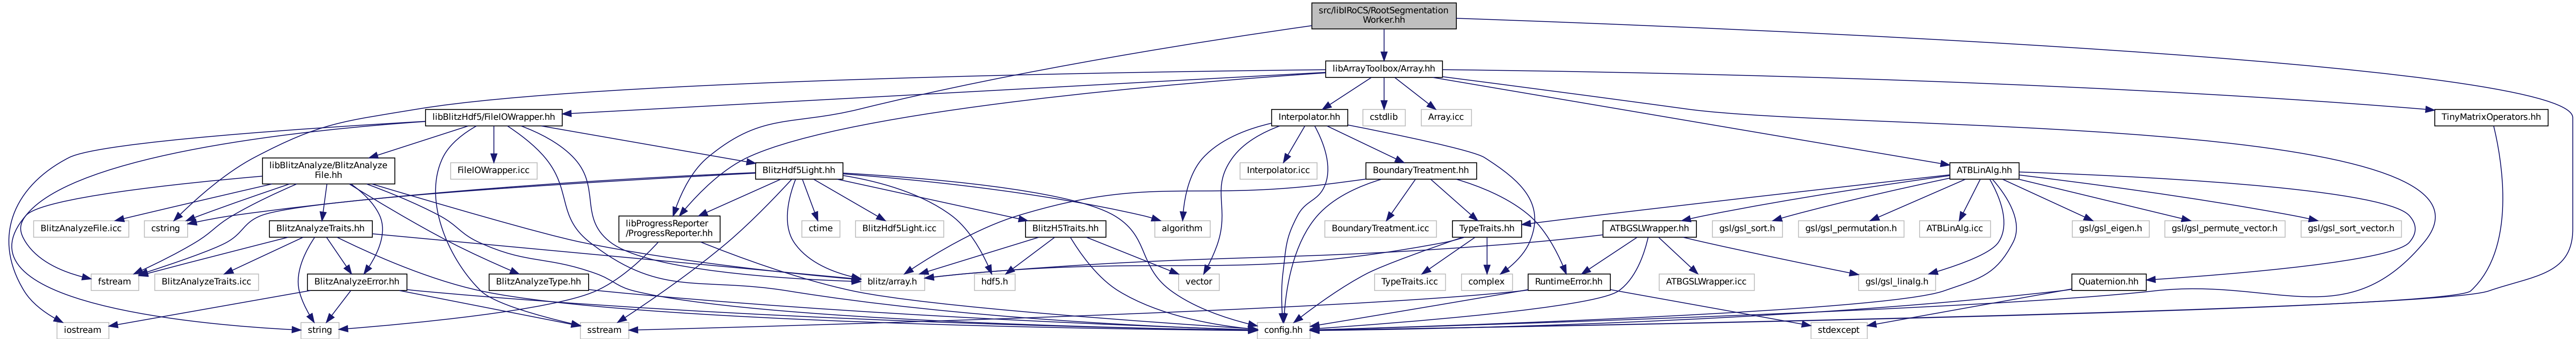 src/libIRoCS/RootSegmentation
Worker.hh
libArrayToolbox/Array.hh
libBlitzHdf5/FileIOWrapper.hh
Interpolator.hh
cstdlib
Array.icc
TinyMatrixOperators.hh
libBlitzAnalyze/BlitzAnalyze
File.hh
FileIOWrapper.icc
BlitzHdf5Light.hh
Interpolator.icc
BoundaryTreatment.hh
ATBLinAlg.hh
BlitzAnalyzeFile.icc
cstring
BlitzAnalyzeTraits.hh
libProgressReporter
/ProgressReporter.hh
ctime
BlitzHdf5Light.icc
BlitzH5Traits.hh
algorithm
BoundaryTreatment.icc
TypeTraits.hh
ATBGSLWrapper.hh
gsl/gsl_sort.h
gsl/gsl_permutation.h
ATBLinAlg.icc
gsl/gsl_eigen.h
gsl/gsl_permute_vector.h
gsl/gsl_sort_vector.h
fstream
BlitzAnalyzeTraits.icc
BlitzAnalyzeError.hh
BlitzAnalyzeType.hh
blitz/array.h
hdf5.h
vector
TypeTraits.icc
complex
RuntimeError.hh
ATBGSLWrapper.icc
gsl/gsl_linalg.h
Quaternion.hh
iostream
string
sstream
config.hh
stdexcept